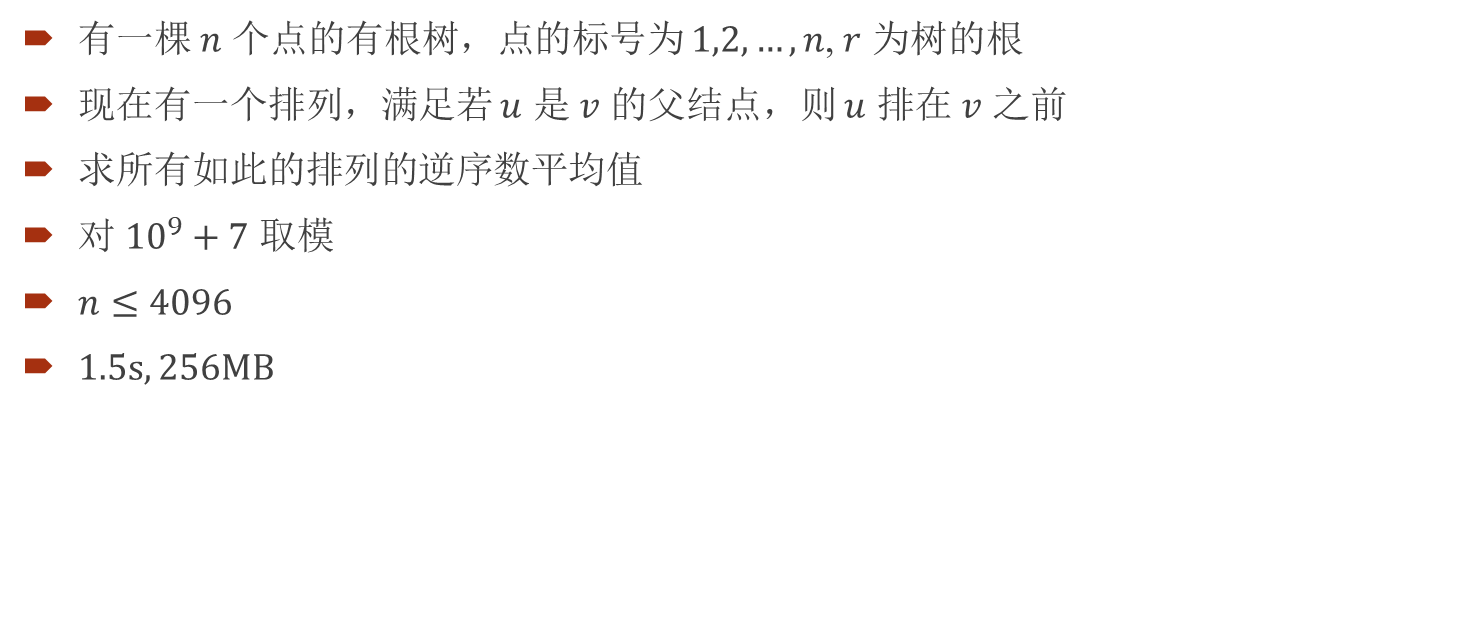 有一棵 n 个点的有根树，点的标号为 1,2, … , n, r 为树的根
现在有一个排列，满足若 u 是 v 的父结点，则 u 排在 v 之前
求所有如此的排列的逆序数平均值
对 10⁹ + 7 取模
n ≤ 4096
1.5s, 256MB